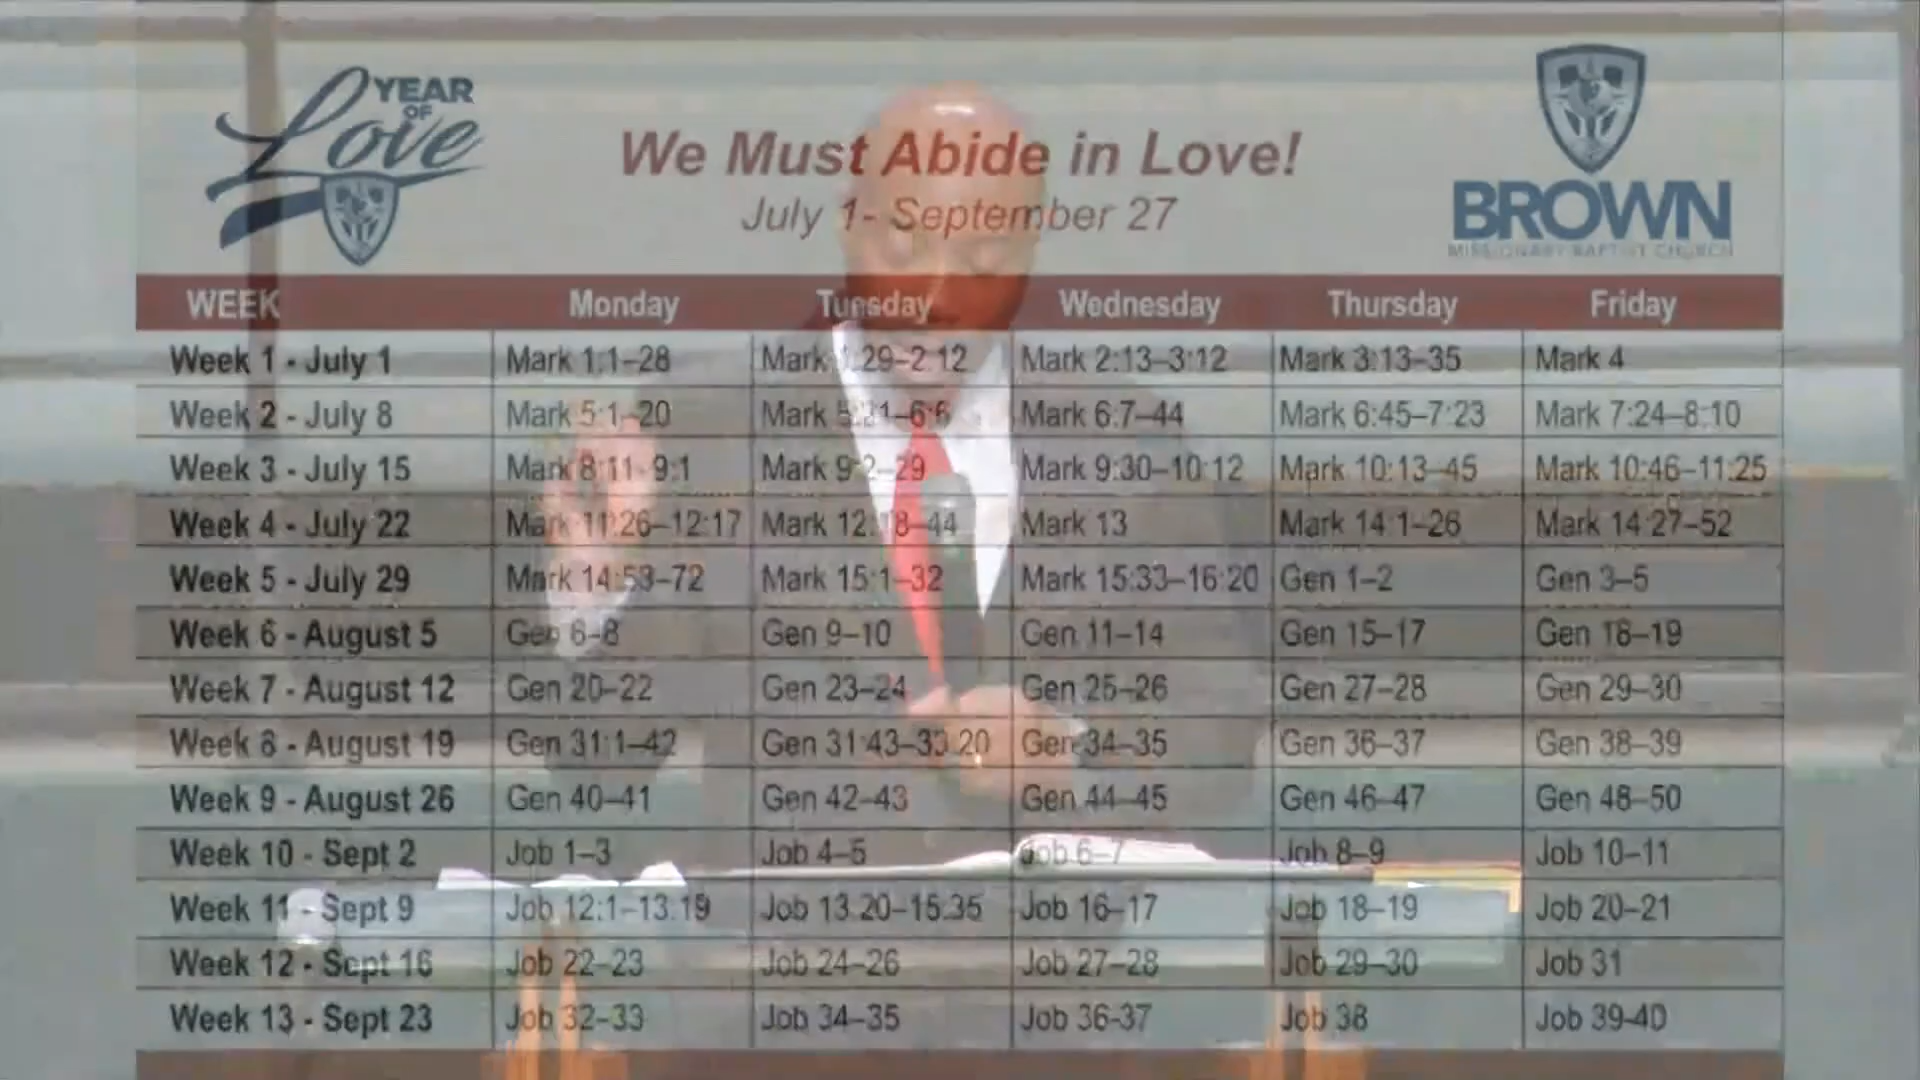 YEAR
OF
Love
We Must Abide in Love!
July 1- September 27
BROWN
MISSIONARY BAPTIST CHURCH
WEEK Monday Tuesday Wednesday Thursday Friday
Week 1 - July 1 Mark 1:1–28 Mark 1:29–2:12 Mark 2:13–3:12 Mark 3:13–35 Mark 4
Week 2 - July 8 Mark 5:1–20 Mark 5:21–6:6 Mark 6:7–44 Mark 6:45–7:23 Mark 7:24–8:10
Week 3 - July 15 Mark 8:11–9:1 Mark 9:2–29 Mark 9:30–10:12 Mark 10:13–45 Mark 10:46–11:25
Week 4 - July 22 Mark 11:26–12:17 Mark 12:18–44 Mark 13 Mark 14:1–26 Mark 14:27–52
Week 5 - July 29 Mark 14:53–72 Mark 15:1–32 Mark 15:33–16:20 Gen 1–2 Gen 3–5
Week 6 - August 5 Gen 6–8 Gen 9–10 Gen 11–14 Gen 15–17 Gen 18–19
Week 7 - August 12 Gen 20–22 Gen 23–24 Gen 25–26 Gen 27–28 Gen 29–30
Week 8 - August 19 Gen 31:1–42 Gen 31:43–33:20 Gen 34–35 Gen 36–37 Gen 38–39
Week 9 - August 26 Gen 40–41 Gen 42–43 Gen 44–45 Gen 46–47 Gen 48–50
Week 10 - Sept 2 Job 1–3 Job 4–5 Job 6–7 Job 8–9 Job 10–11
Week 11 - Sept 9 Job 12:1–13:19 Job 13:20–15:35 Job 16–17 Job 18–19 Job 20–21
Week 12 - Sept 16 Job 22–23 Job 24–26 Job 27–28 Job 29–30 Job 31
Week 13 - Sept 23 Job 32–33 Job 34–35 Job 36-37 Job 38 Job 39-40